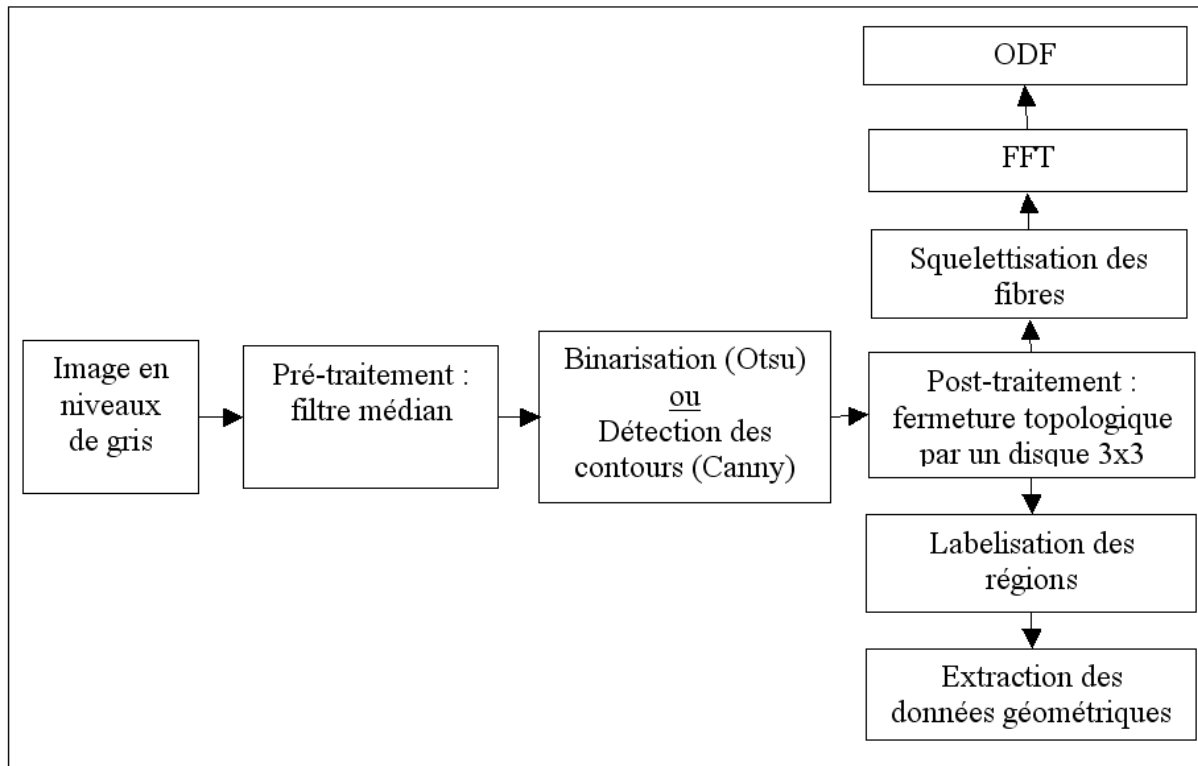 ODF
FFT
Squelettisation des
fibres
Image en
niveaux
de gris
Pré-traitement :
filtre médian
Binarisation (Otsu)
ou
Détection des
contours (Canny)
Post-traitement :
fermeture topologique
par un disque 3x3
Labelisation des
régions
Extraction des
données géométriques